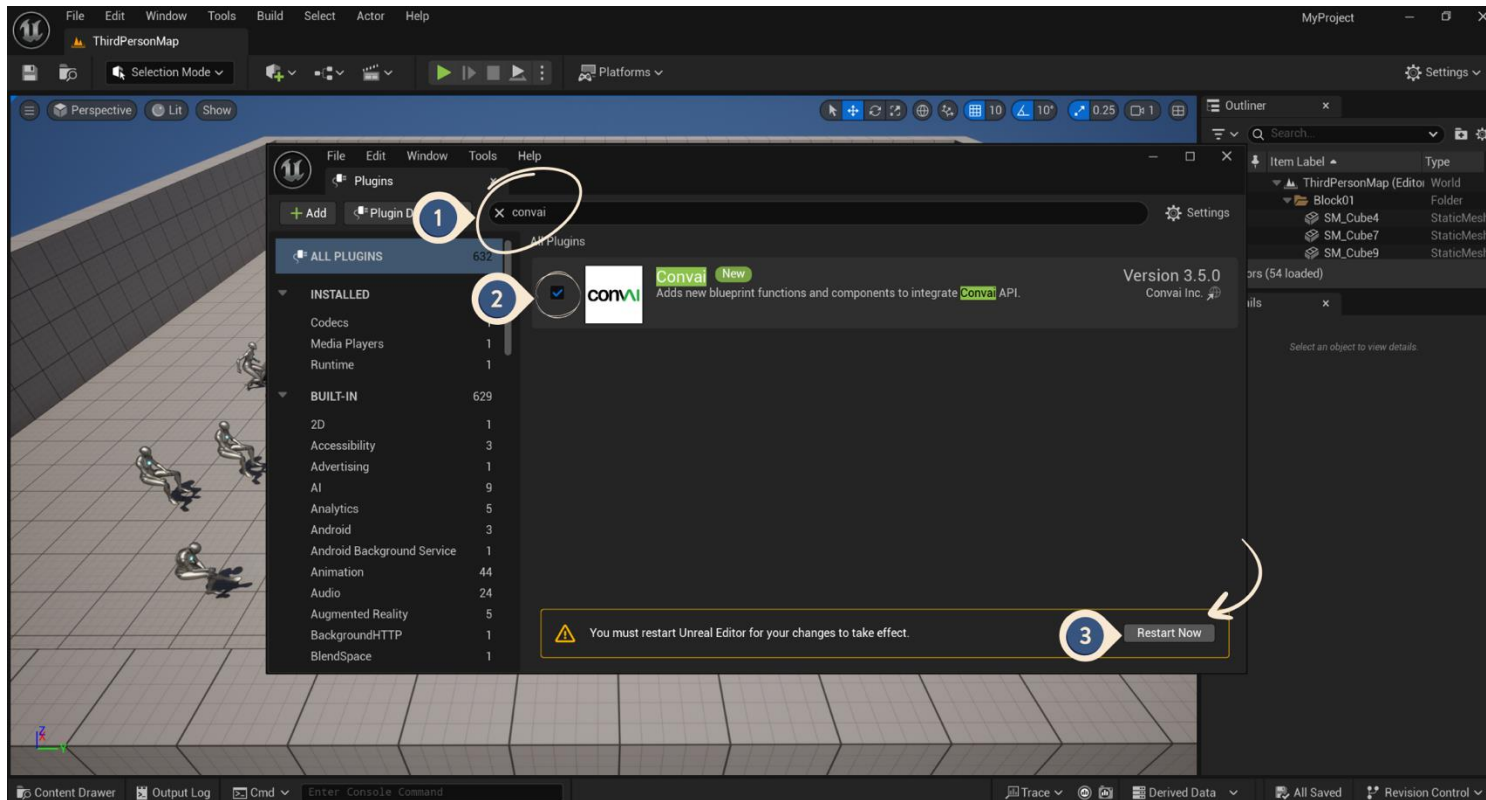 File Edit Window Tools Build Select Actor Help
MyProject
ThirdPersonMap
Selection Mode
Platforms
Settings
Perspective Lit Show
10 10° 0.25 1
Outliner
Search...
Item Label Type
ThirdPersonMap (Editor World
Block01 Folder
SM_Cube4 StaticMesh
SM_Cube7 StaticMesh
SM_Cube9 StaticMesh
(54 loaded)
Select an object to view details.
File Edit Window Tools Help
Plugins
Add Plugin
1
convai
Settings
ALL PLUGINS 632
All Plugins
INSTALLED
Codecs
Media Players 1
Runtime 1
BUILT-IN 629
2D 1
Accessibility 3
Advertising 1
AI 9
Analytics 5
Android 3
Android Background Service 1
Animation 44
Audio 24
Augmented Reality 5
BackgroundHTTP 1
BlendSpace 1
2
CONVAI
Convai New
Adds new blueprint functions and components to integrate Convai API.
Version 3.5.0
Convai Inc.
You must restart Unreal Editor for your changes to take effect.
3
Restart Now
Z
Y
Content Drawer Output Log Cmd Enter Console Command
Trace Derived Data All Saved Revision Control